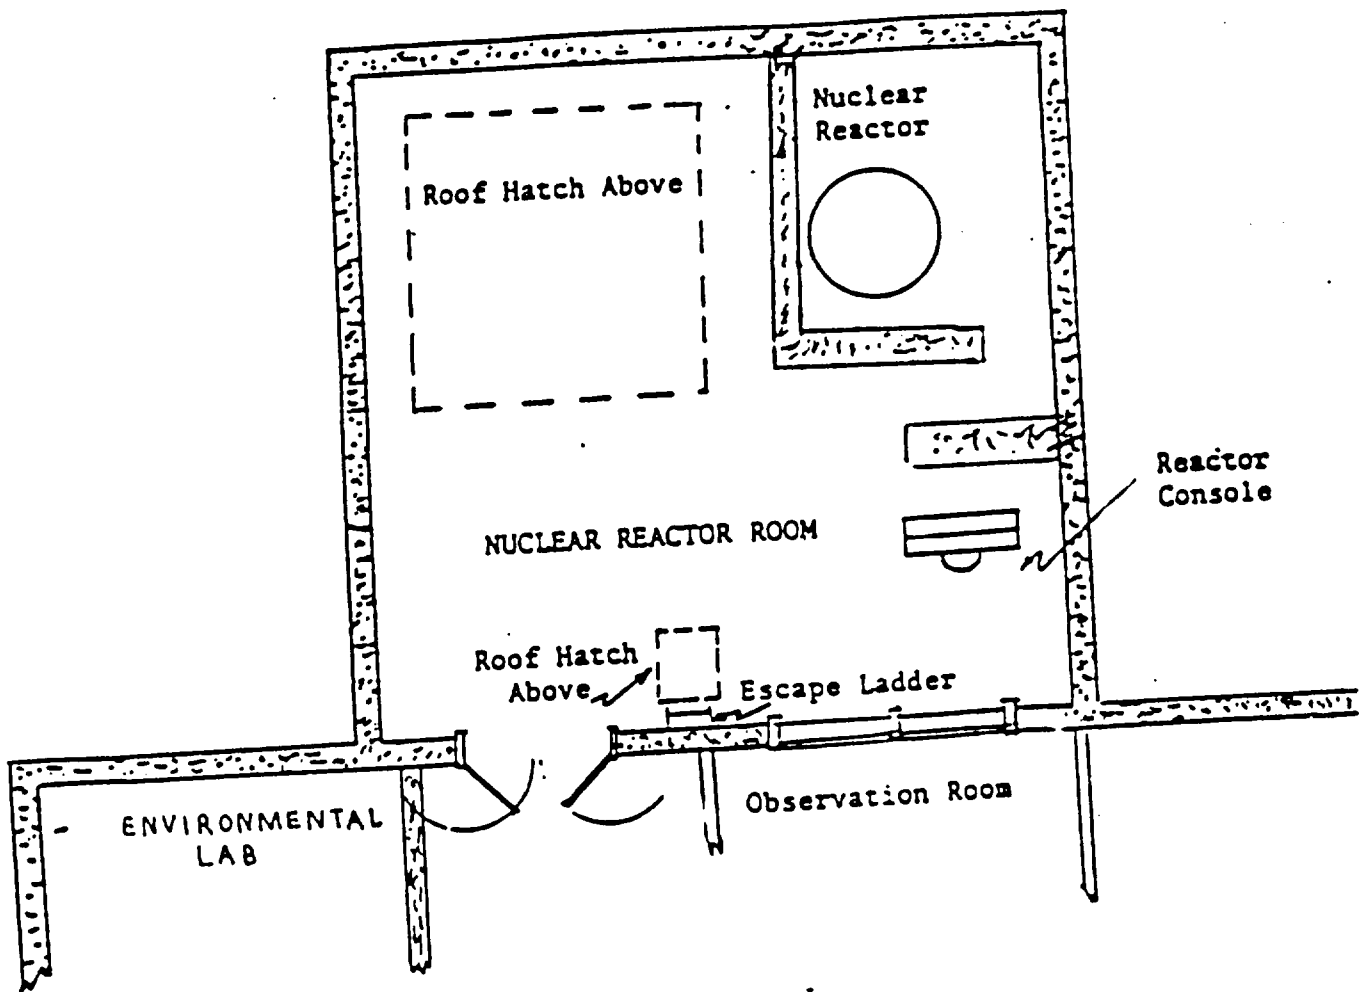 Nuclear
Reactor
Roof Hatch Above
Reactor
Console
NUCLEAR REACTOR ROOM
Roof Hatch
Above
Escape Ladder
Observation Room
ENVIRONMENTAL
LAB